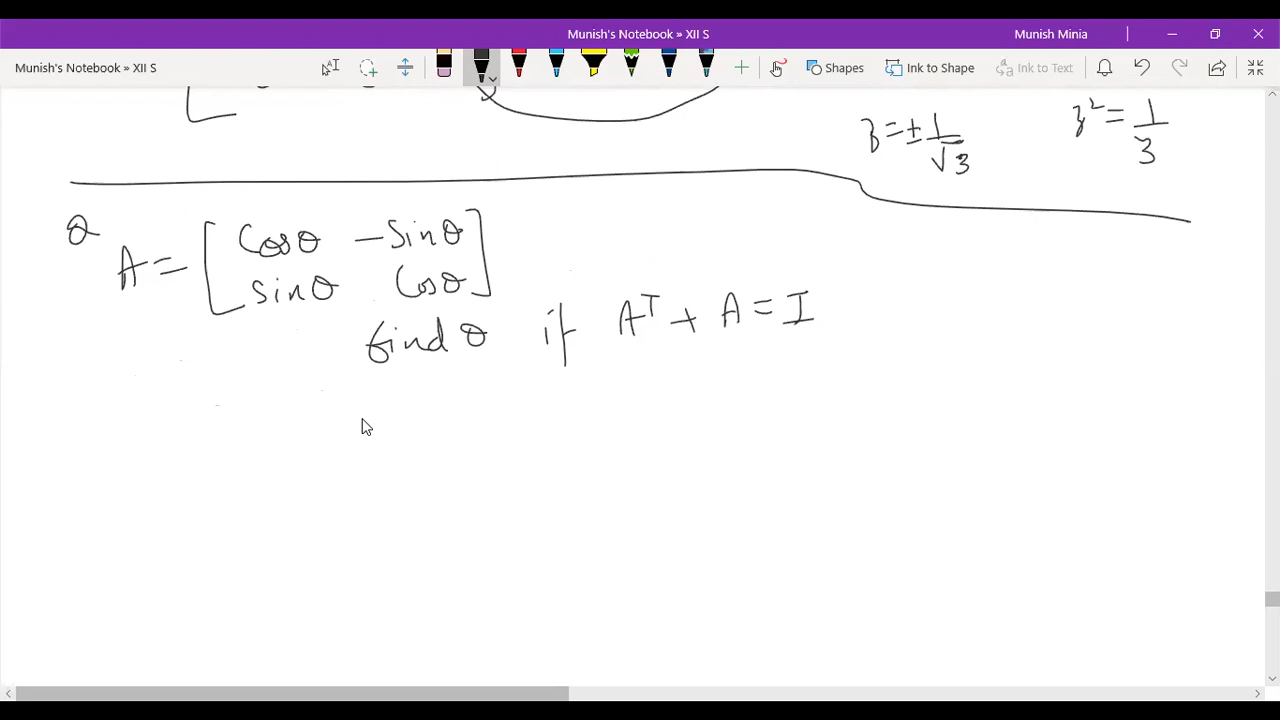 Munish's Notebook » XII S
Munish Minia
Munish's Notebook » XII S
Shapes
Ink to Shape
Ink to Text
z = ± 1/√3
z² = 1/3
Q
A = [ Cosθ −Sinθ
sinθ Cosθ ]
find θ if Aᵀ + A = I